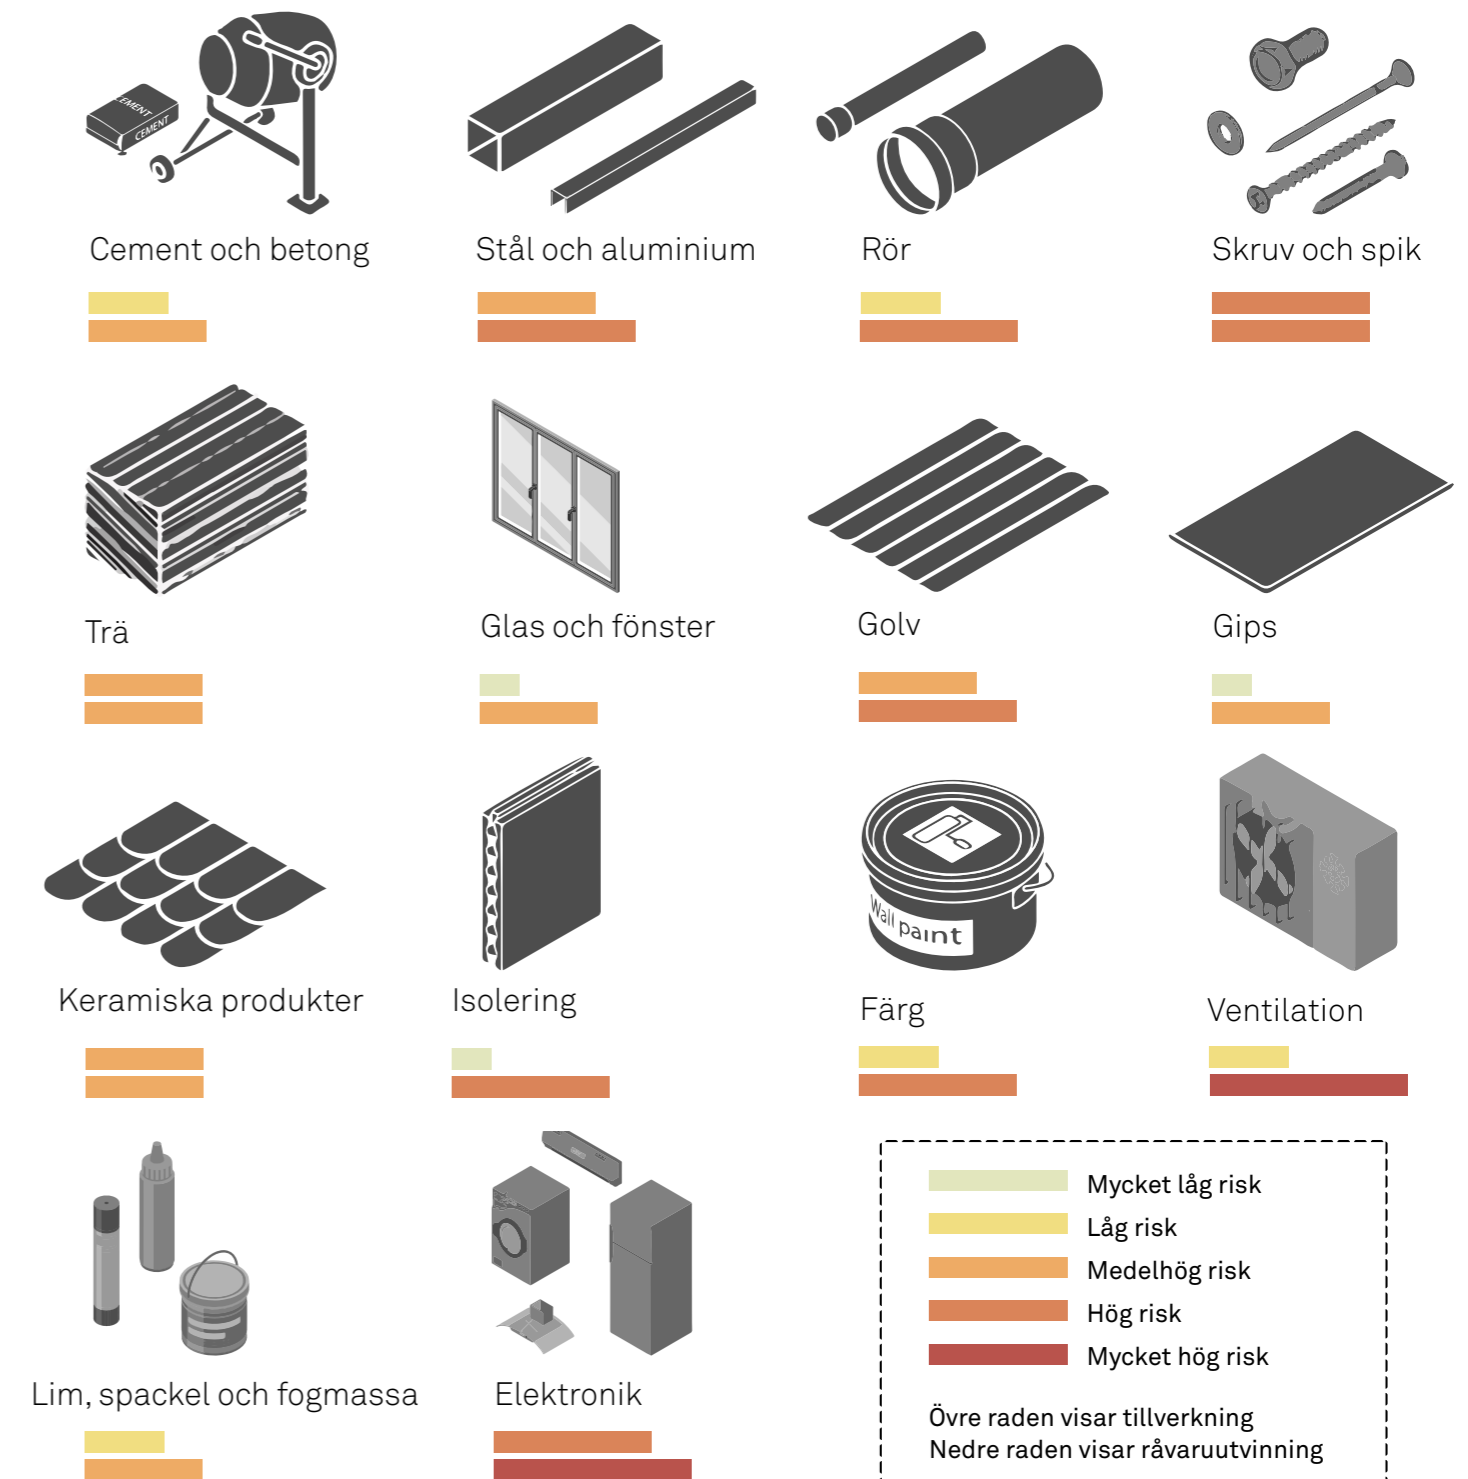 CEMENT
CEMENT
Cement och betong
Stål och aluminium
Rör
Skruv och spik
Trä
Glas och fönster
Golv
Gips
Wall paint
Keramiska produkter
Isolering
Färg
Ventilation
Lim, spackel och fogmassa
Elektronik
Mycket låg risk
Låg risk
Medelhög risk
Hög risk
Mycket hög risk
Övre raden visar tillverkning
Nedre raden visar råvaruutvinning